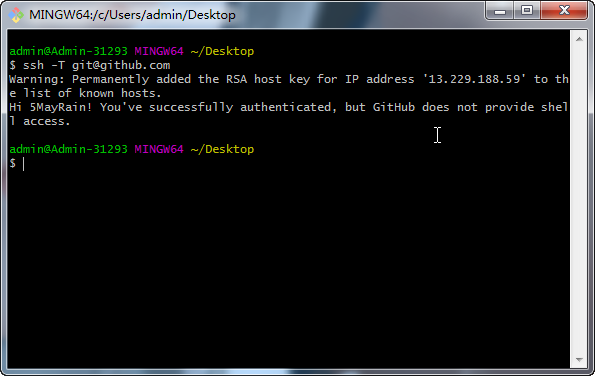 MINGW64:/c/Users/admin/Desktop
admin@Admin-31293 MINGW64 ~/Desktop
$ ssh -T git@github.com
Warning: Permanently added the RSA host key for IP address '13.229.188.59' to th
e list of known hosts.
Hi 5MayRain! You've successfully authenticated, but GitHub does not provide shel
l access.
admin@Admin-31293 MINGW64 ~/Desktop
$